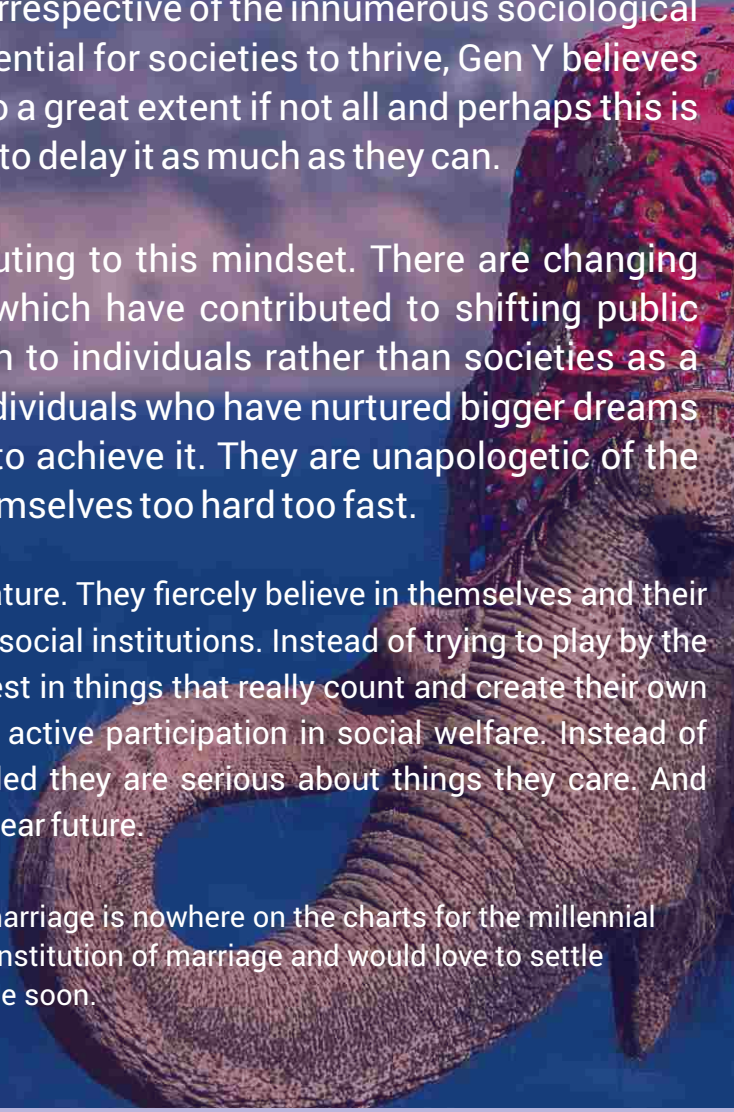 rrespective of the innumerous sociological
ential for societies to thrive, Gen Y believes
o a great extent if not all and perhaps this is
to delay it as much as they can.
uting to this mindset. There are changing
which have contributed to shifting public
n to individuals rather than societies as a
dividuals who have nurtured bigger dreams
to achieve it. They are unapologetic of the
mselves too hard too fast.
ature. They fiercely believe in themselves and their
social institutions. Instead of trying to play by the
est in things that really count and create their own
active participation in social welfare. Instead of
led they are serious about things they care. And
ear future.
narriage is nowhere on the charts for the millennial
nstitution of marriage and would love to settle
e soon.